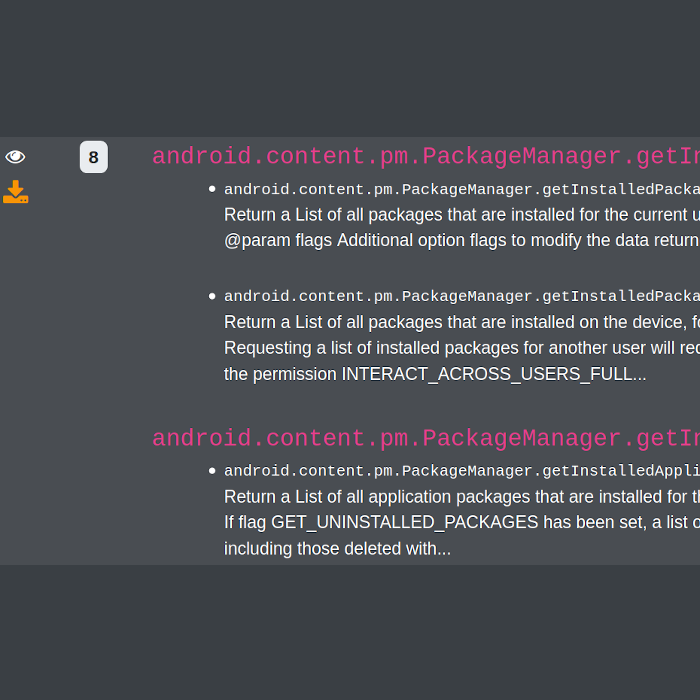 8
android.content.pm.PackageManager.getIn
android.content.pm.PackageManager.getInstalledPacka
Return a List of all packages that are installed for the current u
@param flags Additional option flags to modify the data return
android.content.pm.PackageManager.getInstalledPacka
Return a List of all packages that are installed on the device, fo
Requesting a list of installed packages for another user will req
the permission INTERACT_ACROSS_USERS_FULL...
android.content.pm.PackageManager.getIn
android.content.pm.PackageManager.getInstalledAppli
Return a List of all application packages that are installed for th
If flag GET_UNINSTALLED_PACKAGES has been set, a list o
including those deleted with...